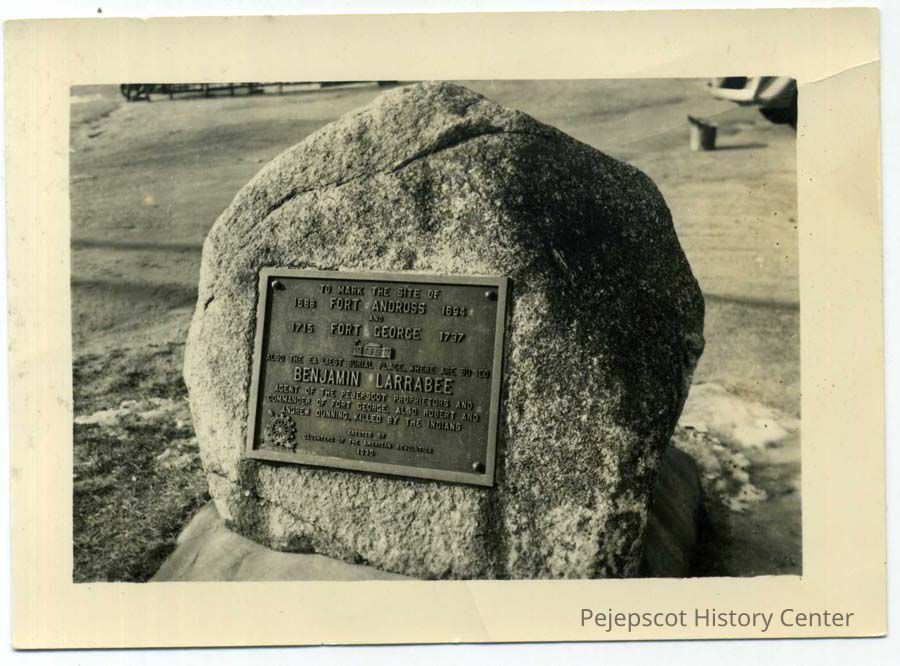 TO MARK THE SITE OF
1688 FORT ANDROSS 1694
AND
1715 FORT GEORGE 1737
ALSO THE EARLIEST BURIAL PLACE, WHERE ARE BURIED
BENJAMIN LARRABEE
AGENT OF THE PEJEPSCOT PROPRIETORS AND
COMMANDER OF FORT GEORGE, ALSO ROBERT AND
ANDREW DUNNING, KILLED BY THE INDIANS
ERECTED BY
DAUGHTERS OF THE AMERICAN REVOLUTION
1930
Pejepscot History Center